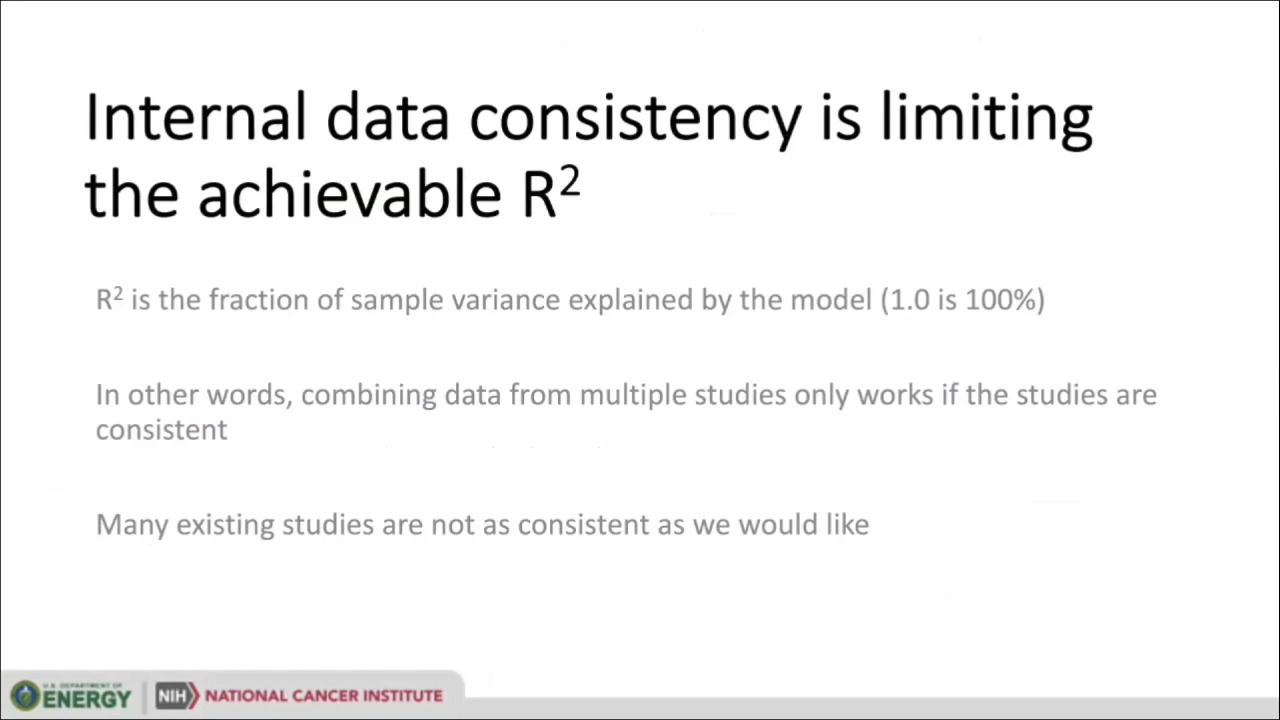 Internal data consistency is limiting
the achievable R²
R² is the fraction of sample variance explained by the model (1.0 is 100%)
In other words, combining data from multiple studies only works if the studies are
consistent
Many existing studies are not as consistent as we would like
U.S. DEPARTMENT OF
ENERGY
NIH NATIONAL CANCER INSTITUTE